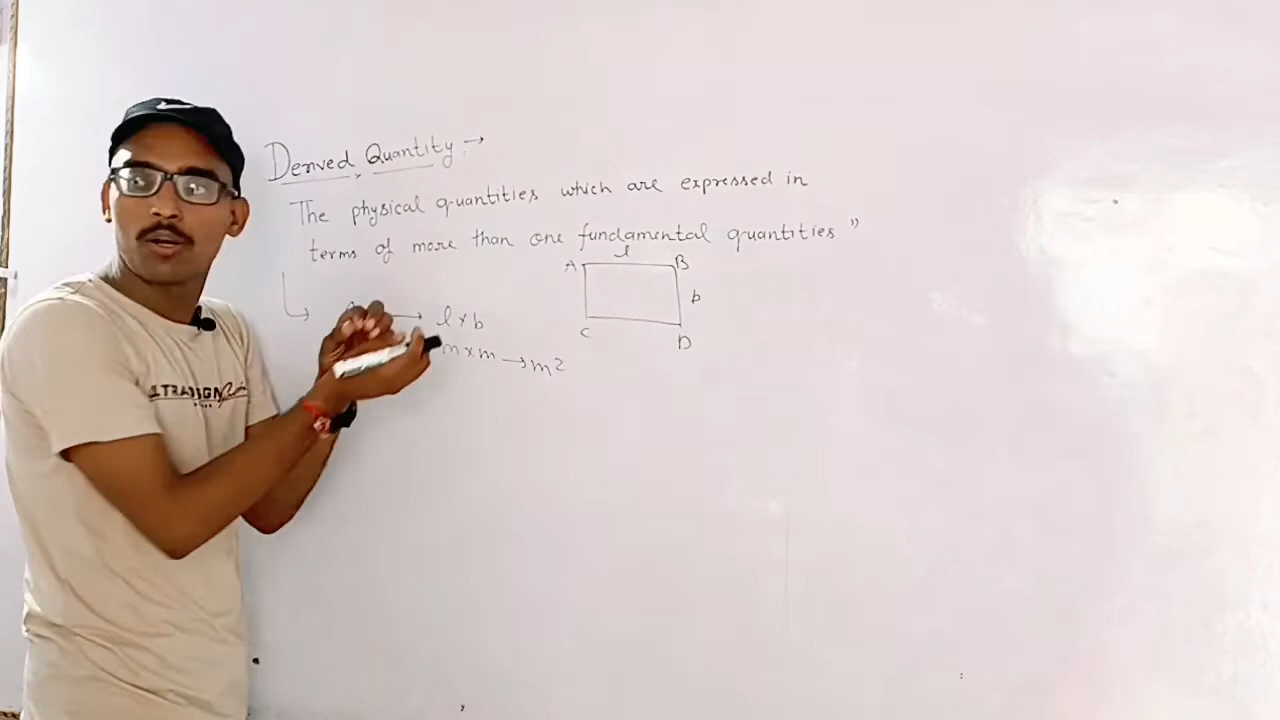 Derived Quantity :→
The physical quantities which are expressed in
terms of more than one fundamental quantities "
A l B
b
C D
→ l × b
m × m → m2